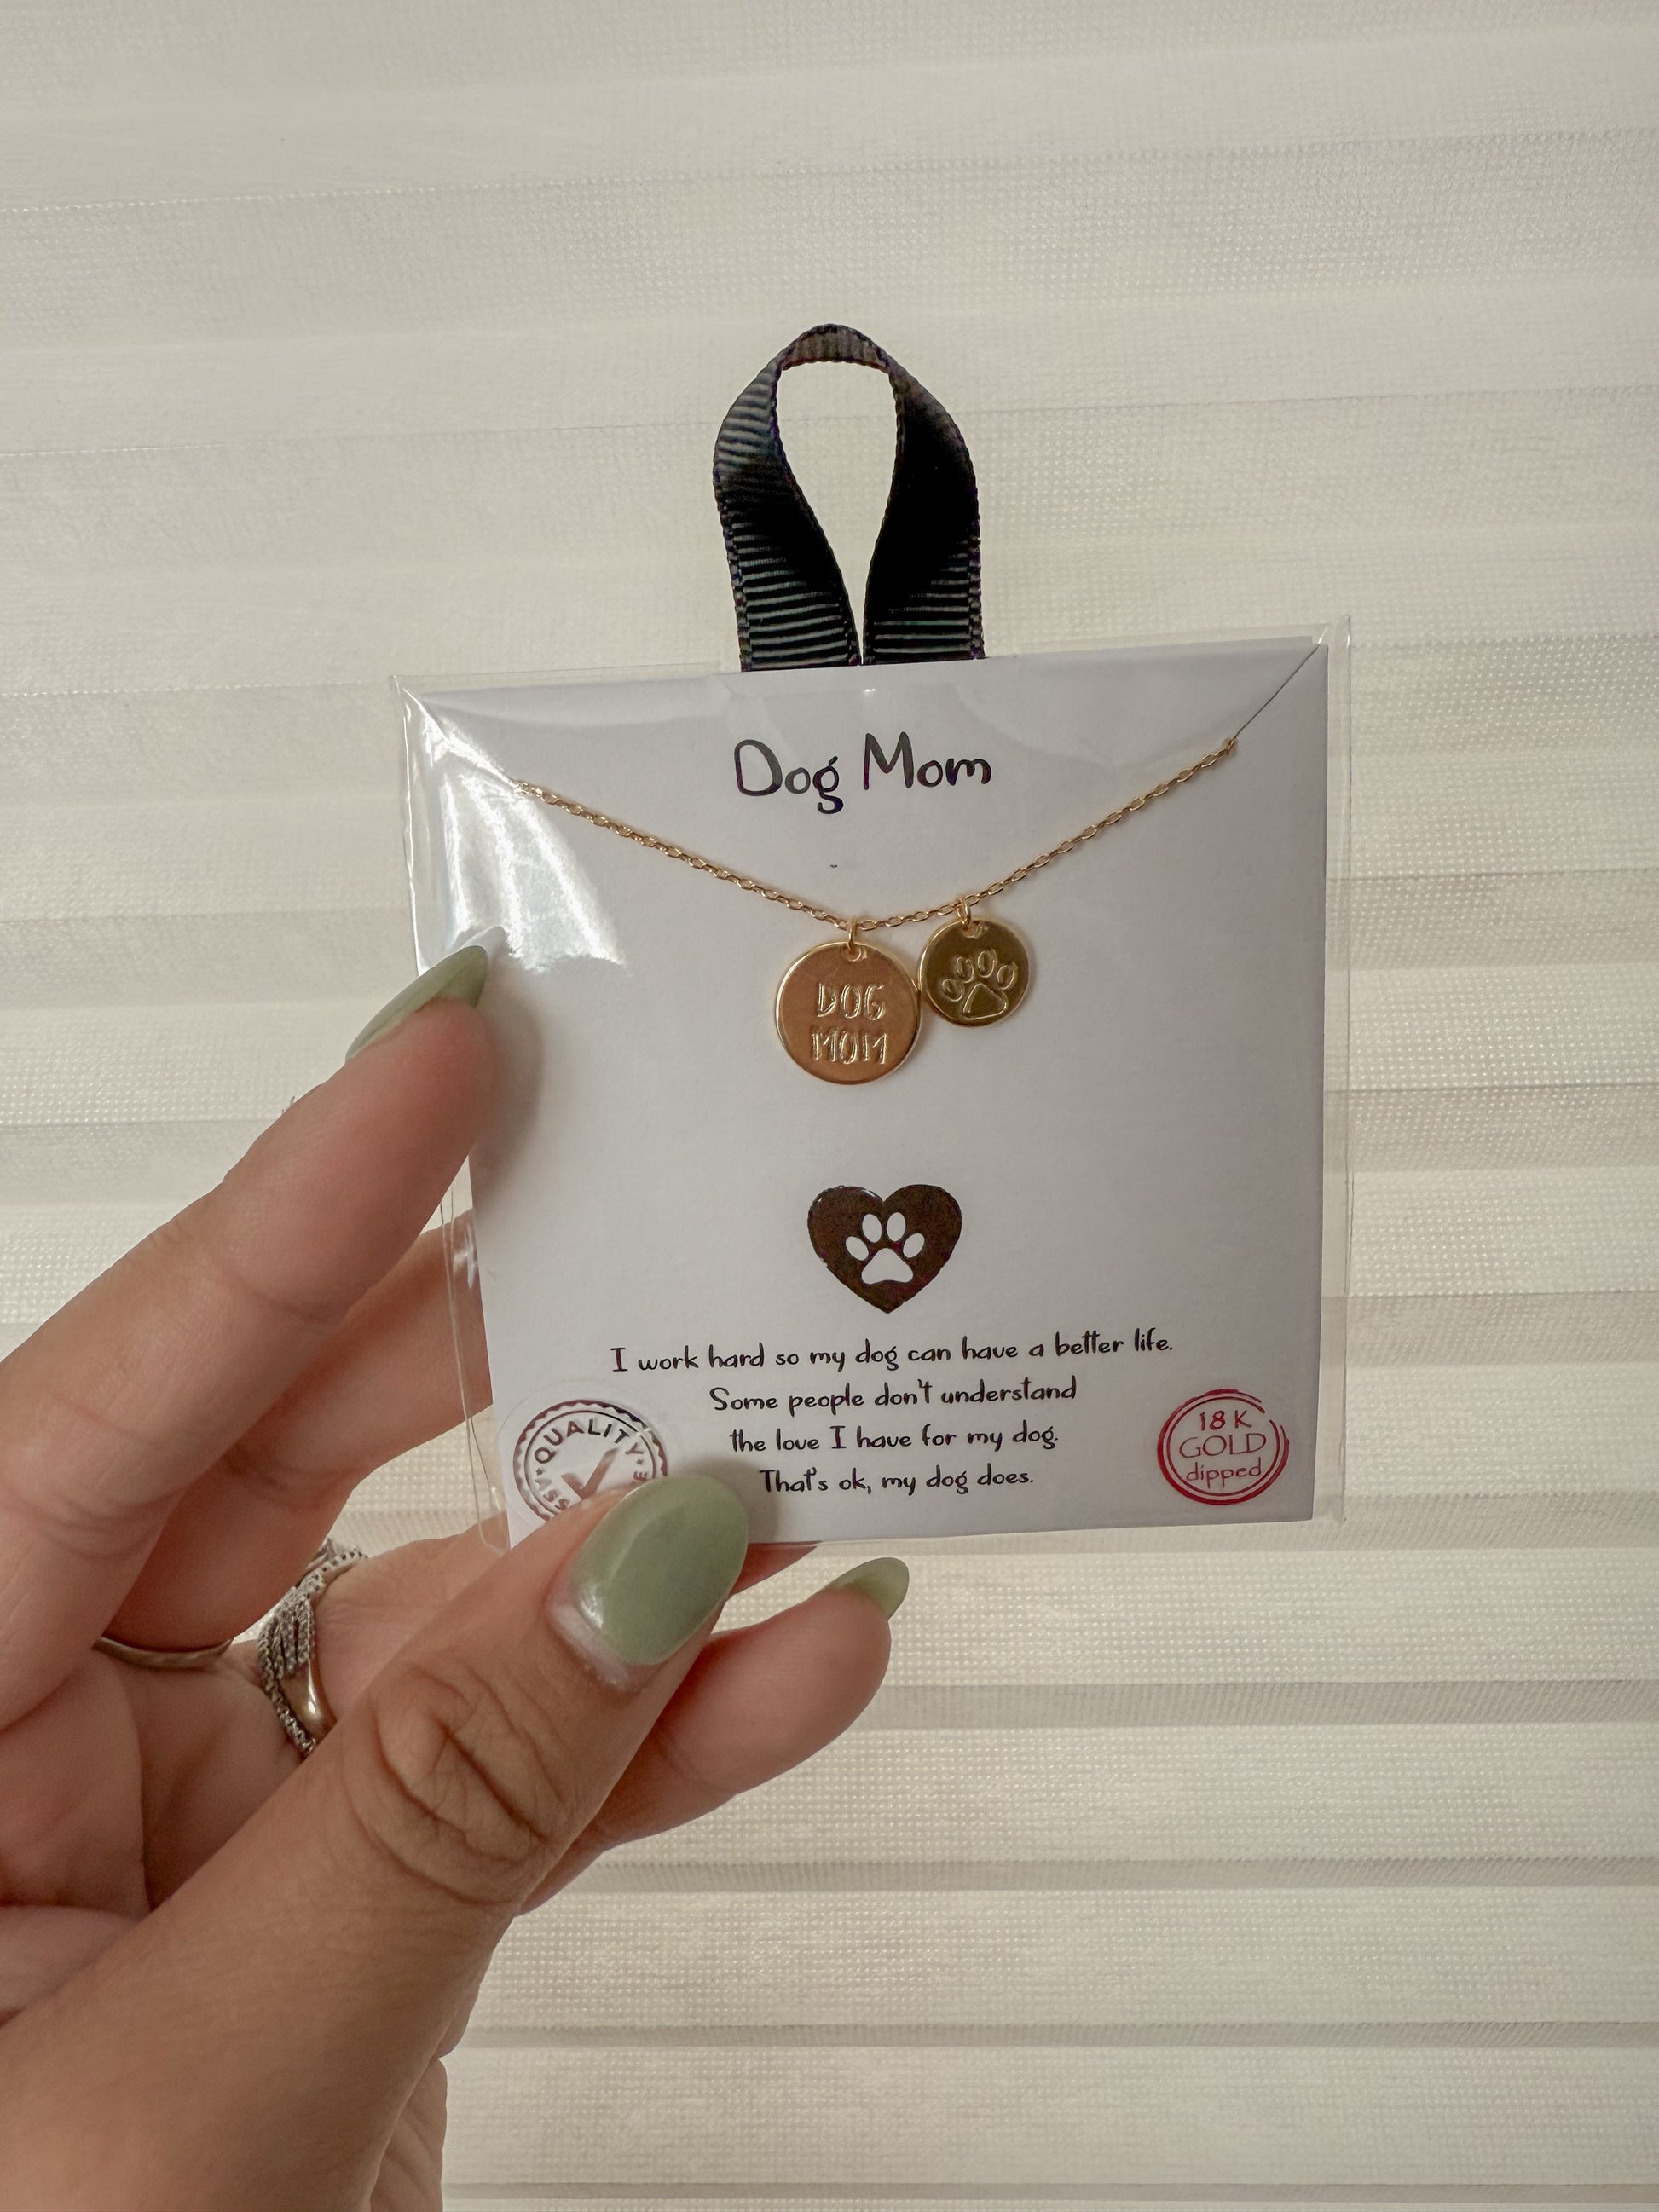 Dog Mom
DOG
MOM
I work hard so my dog can have a better life.
Some people don't understand
the love I have for my dog.
That's ok, my dog does.
QUALITY
18 K
GOLD
dipped